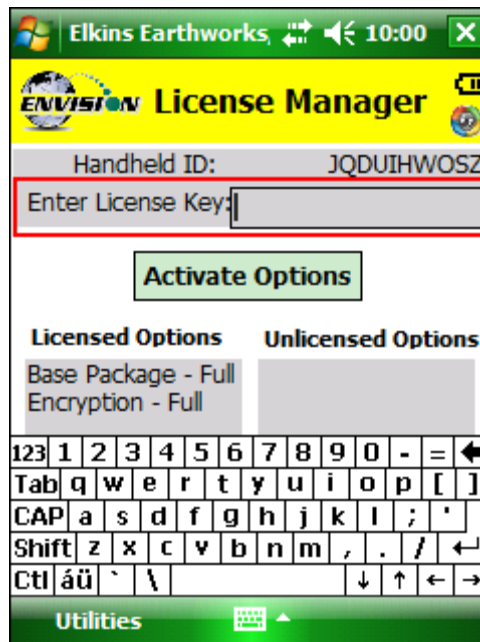 Elkins Earthworks, 10:00
ENVISION License Manager
Handheld ID: JQDUIHWOSZ
Enter License Key:
Activate Options
Licensed Options Unlicensed Options
Base Package - Full
Encryption - Full
123 1 2 3 4 5 6 7 8 9 0 - =
Tab q w e r t y u i o p [ ]
CAP a s d f g h j k l ; '
Shift z x c v b n m , . /
Ctl áü ` \ ↓ ↑ ← →
Utilities